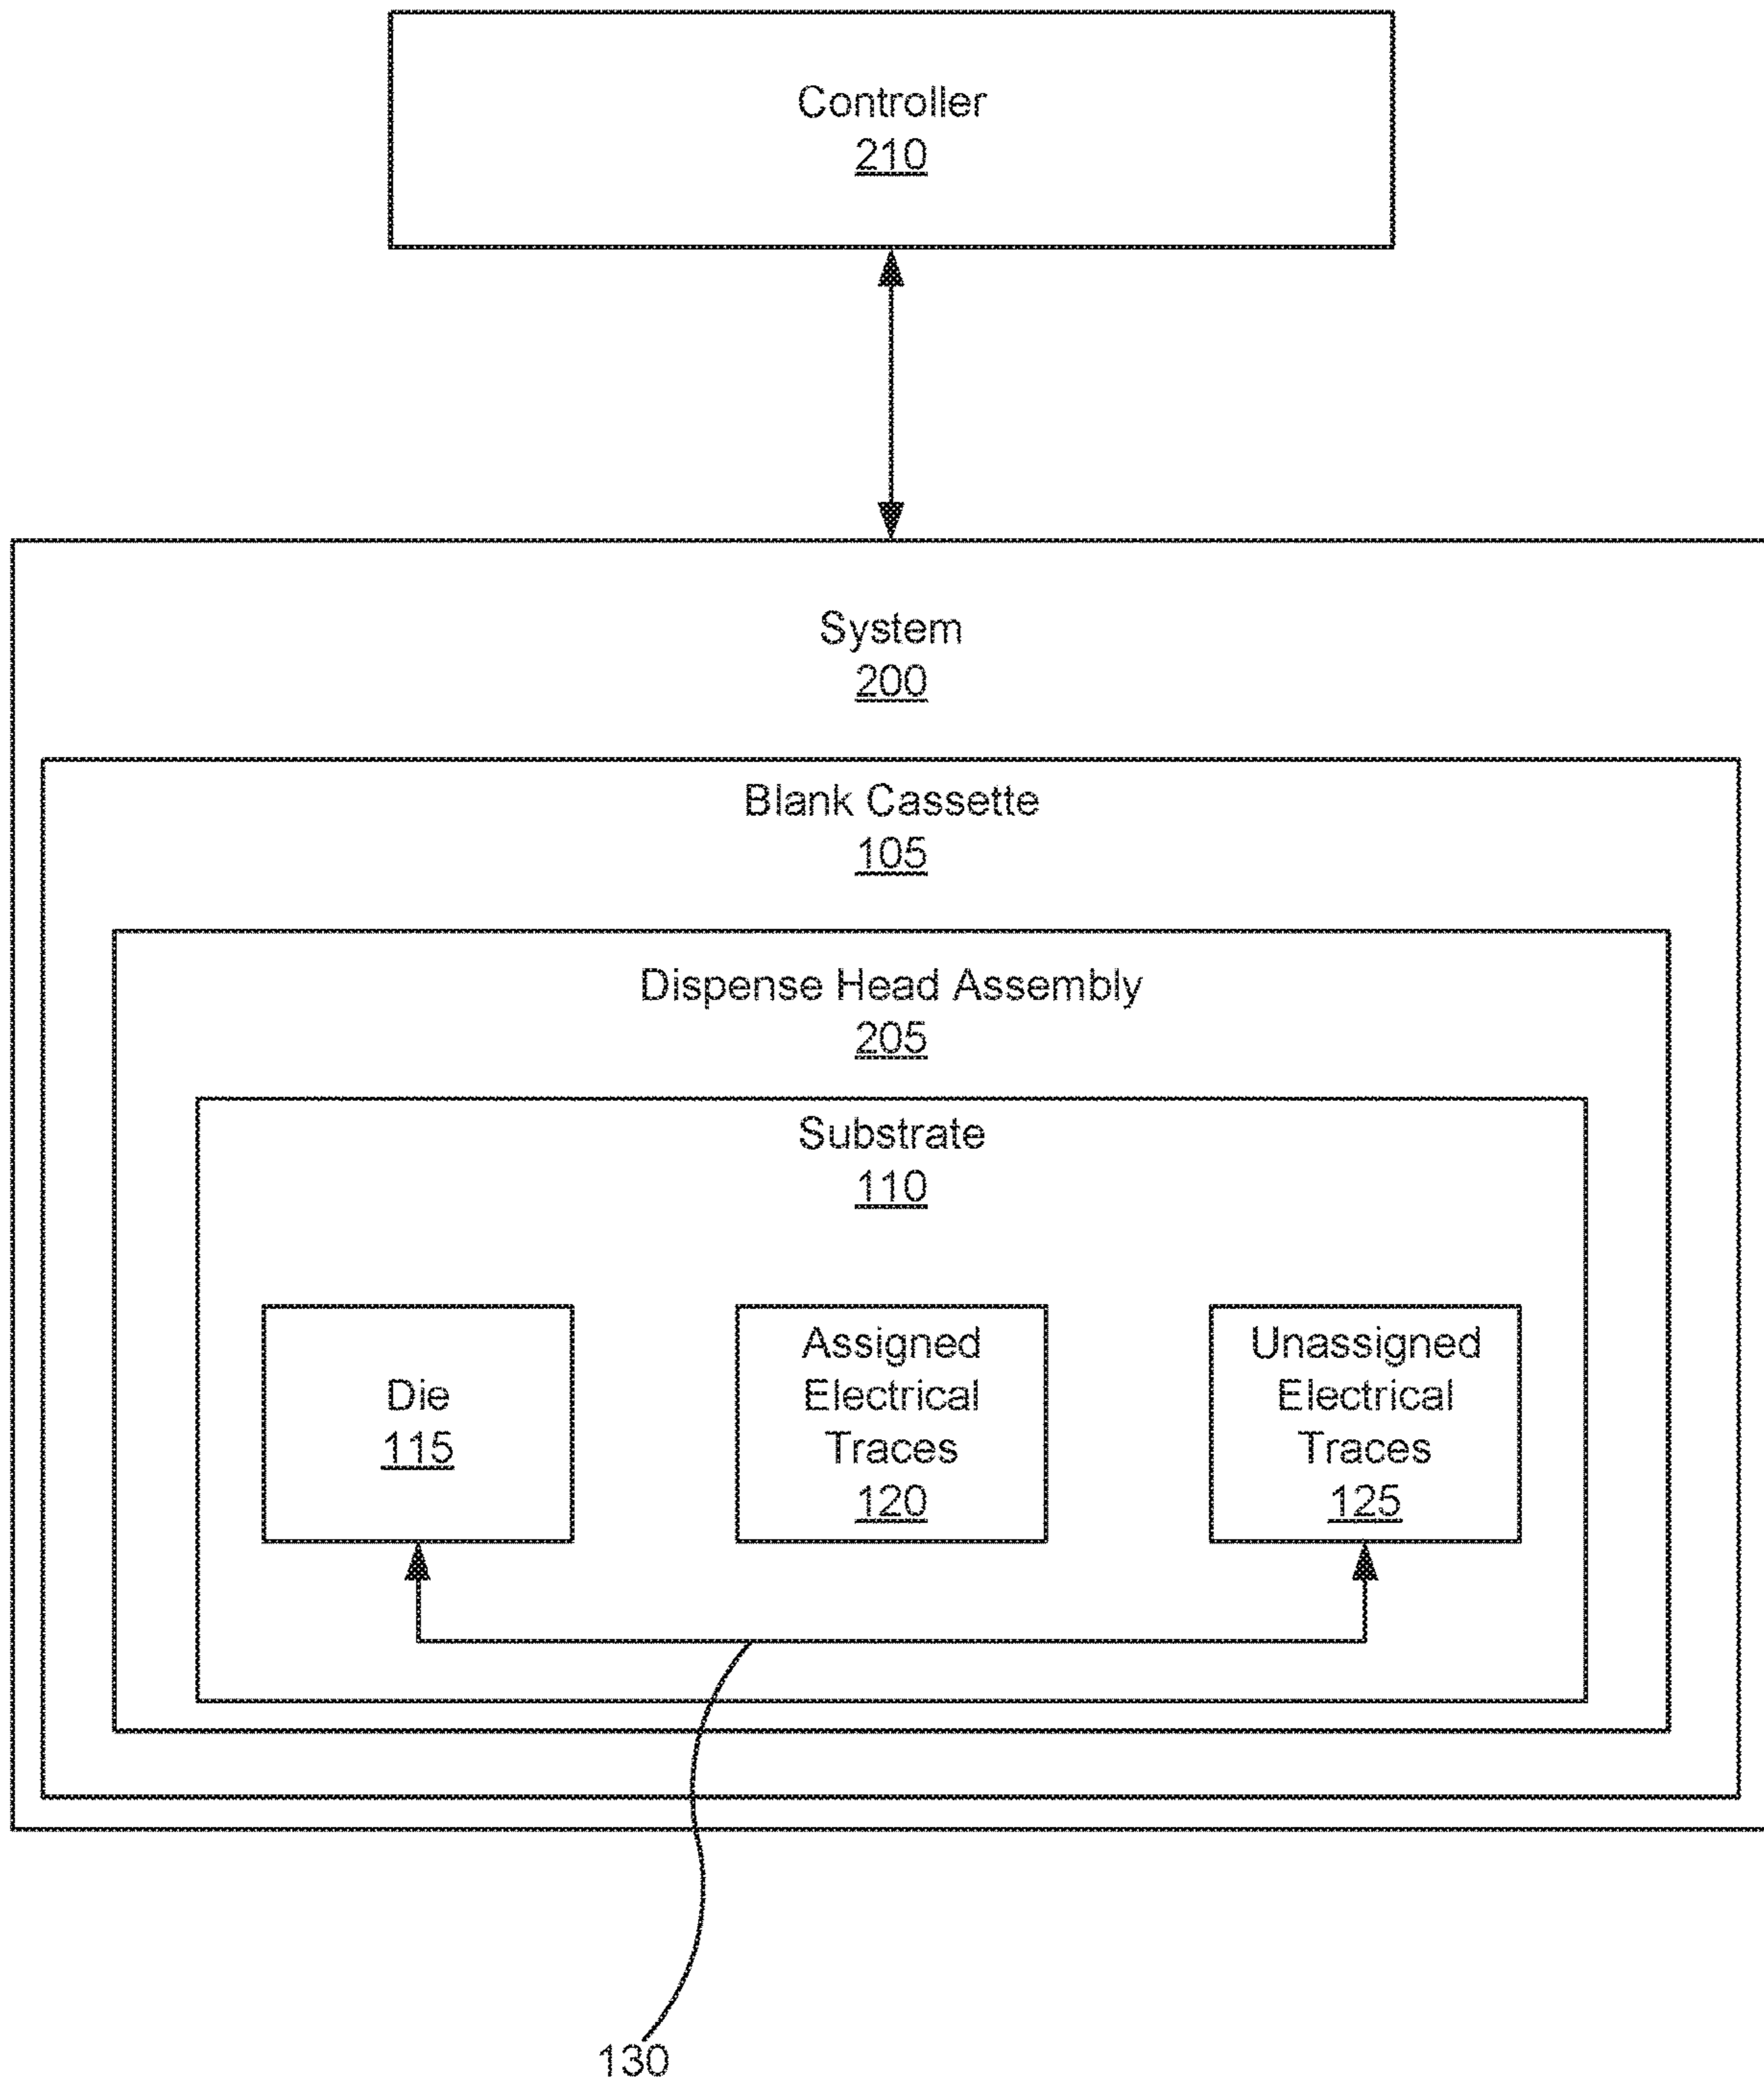 Controller
210
System
200
Blank Cassette
105
Dispense Head Assembly
205
Substrate
110
Die
115
Assigned
Electrical
Traces
120
Unassigned
Electrical
Traces
125
130